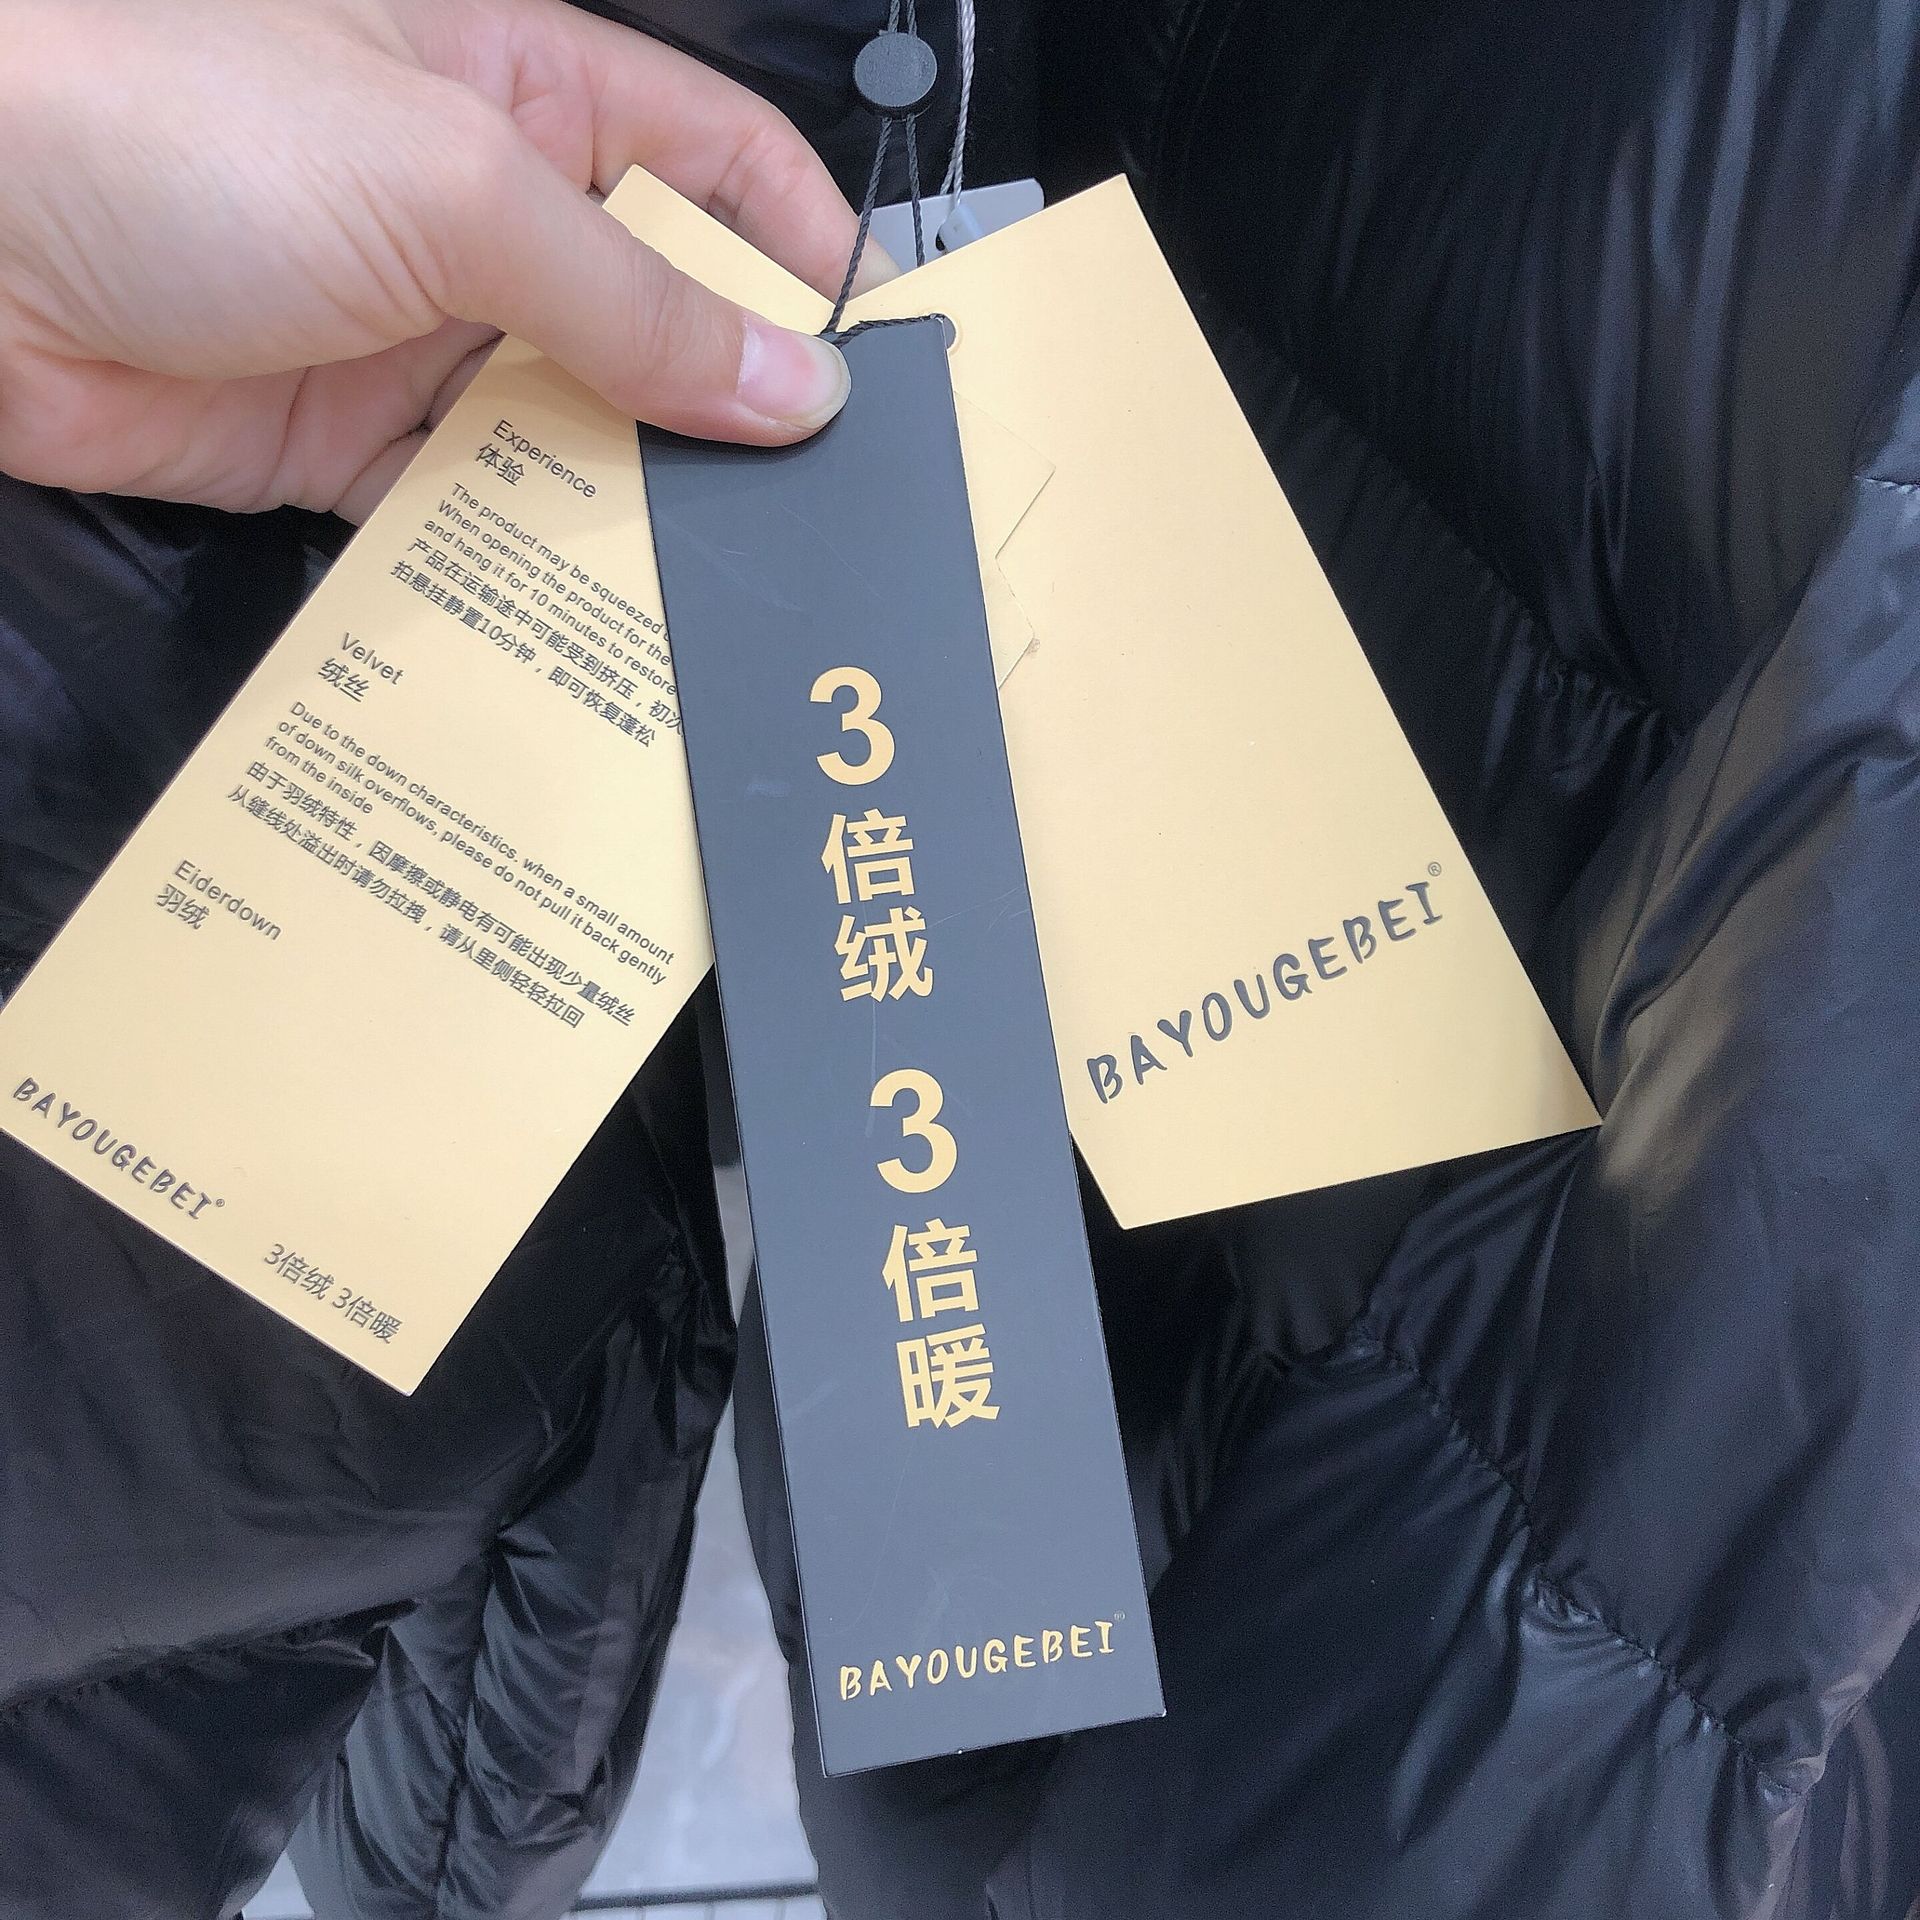 Experience
体验
The product may be squeezed
When opening the product for the
and hang it for 10 minutes to restore
产品在运输途中可能受到挤压，初次
拍悬挂静置10分钟，即可恢复蓬松
Velvet
绒丝
Due to the down characteristics, when a small amount
of down silk overflows, please do not pull it back gently
from the inside
由于羽绒特性，因摩擦或静电有可能出现少量绒丝
从缝线处溢出时请勿拉拽，请从里侧轻轻拉回
Eiderdown
羽绒
BAYOUGEBEI®
3倍绒 3倍暖
3倍绒 3倍暖
BAYOUGEBEI®
BAYOUGEBEI®